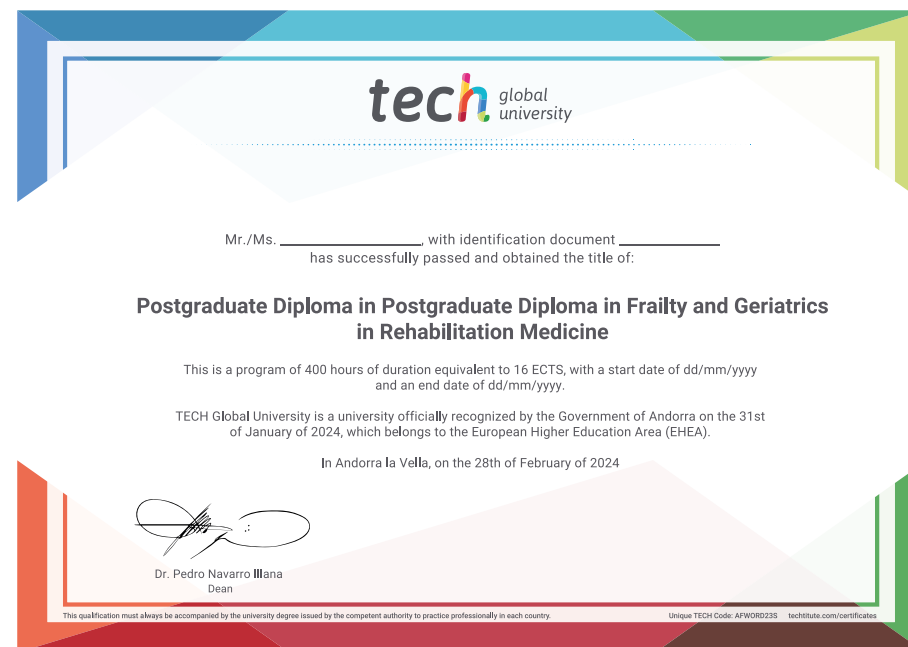 tech global
university
Mr./Ms. ____________, with identification document ____________
has successfully passed and obtained the title of:
Postgraduate Diploma in Postgraduate Diploma in Frailty and Geriatrics
in Rehabilitation Medicine
This is a program of 400 hours of duration equivalent to 16 ECTS, with a start date of dd/mm/yyyy
and an end date of dd/mm/yyyy.
TECH Global University is a university officially recognized by the Government of Andorra on the 31st
of January of 2024, which belongs to the European Higher Education Area (EHEA).
In Andorra la Vella, on the 28th of February of 2024
Dr. Pedro Navarro Illana
Dean
This qualification must always be accompanied by the university degree issued by the competent authority to practice professionally in each country. Unique TECH Code: AFWORD23S techtitute.com/certificates